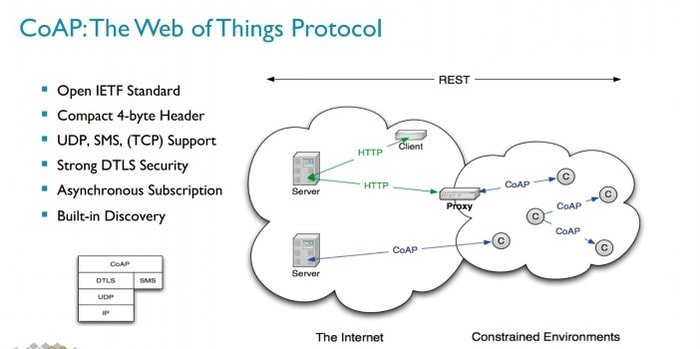 CoAP: The Web of Things Protocol
Open IETF Standard
Compact 4-byte Header
UDP, SMS, (TCP) Support
Strong DTLS Security
Asynchronous Subscription
Built-in Discovery
CoAP
DTLS SMS
UDP
IP
REST
Client
HTTP
Server
HTTP
Proxy
CoAP
C
C
CoAP
C
CoAP
C
C
CoAP
Server
The Internet
Constrained Environments